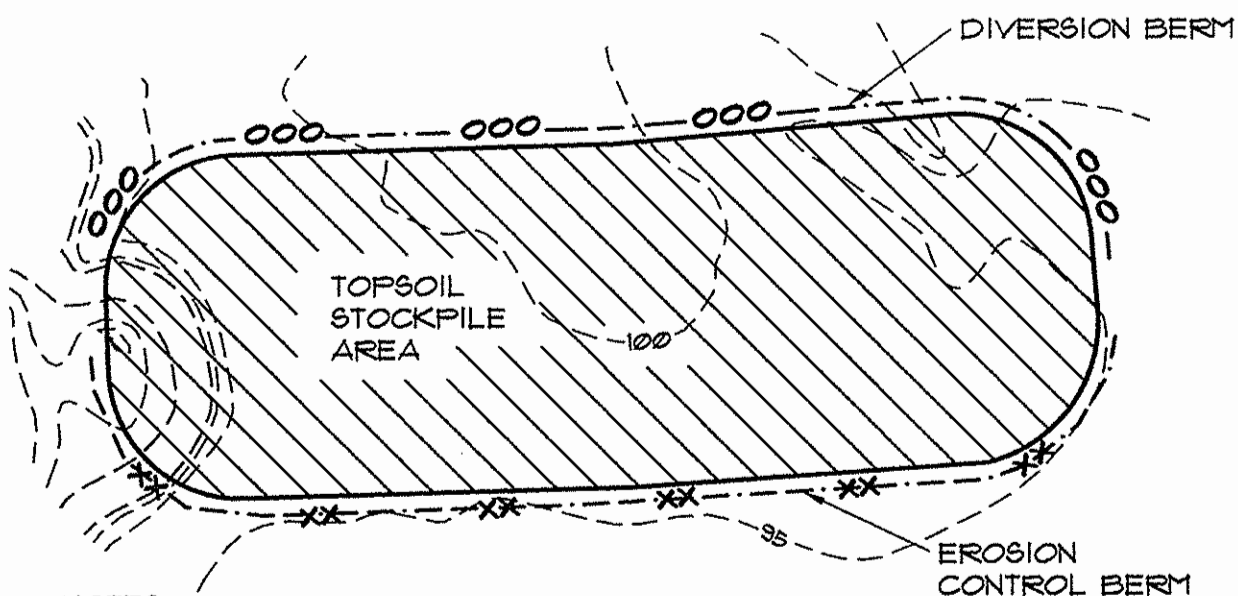 DIVERSION BERM
TOPSOIL
STOCKPILE
AREA
100
95
EROSION
CONTROL BERM